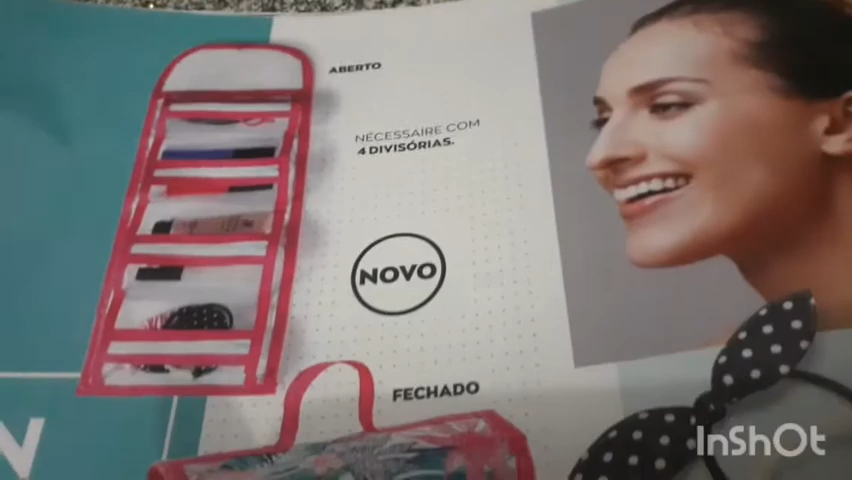 ABERTO
NÉCESSAIRE COM
4 DIVISÓRIAS.
NOVO
FECHADO
N
InShOt